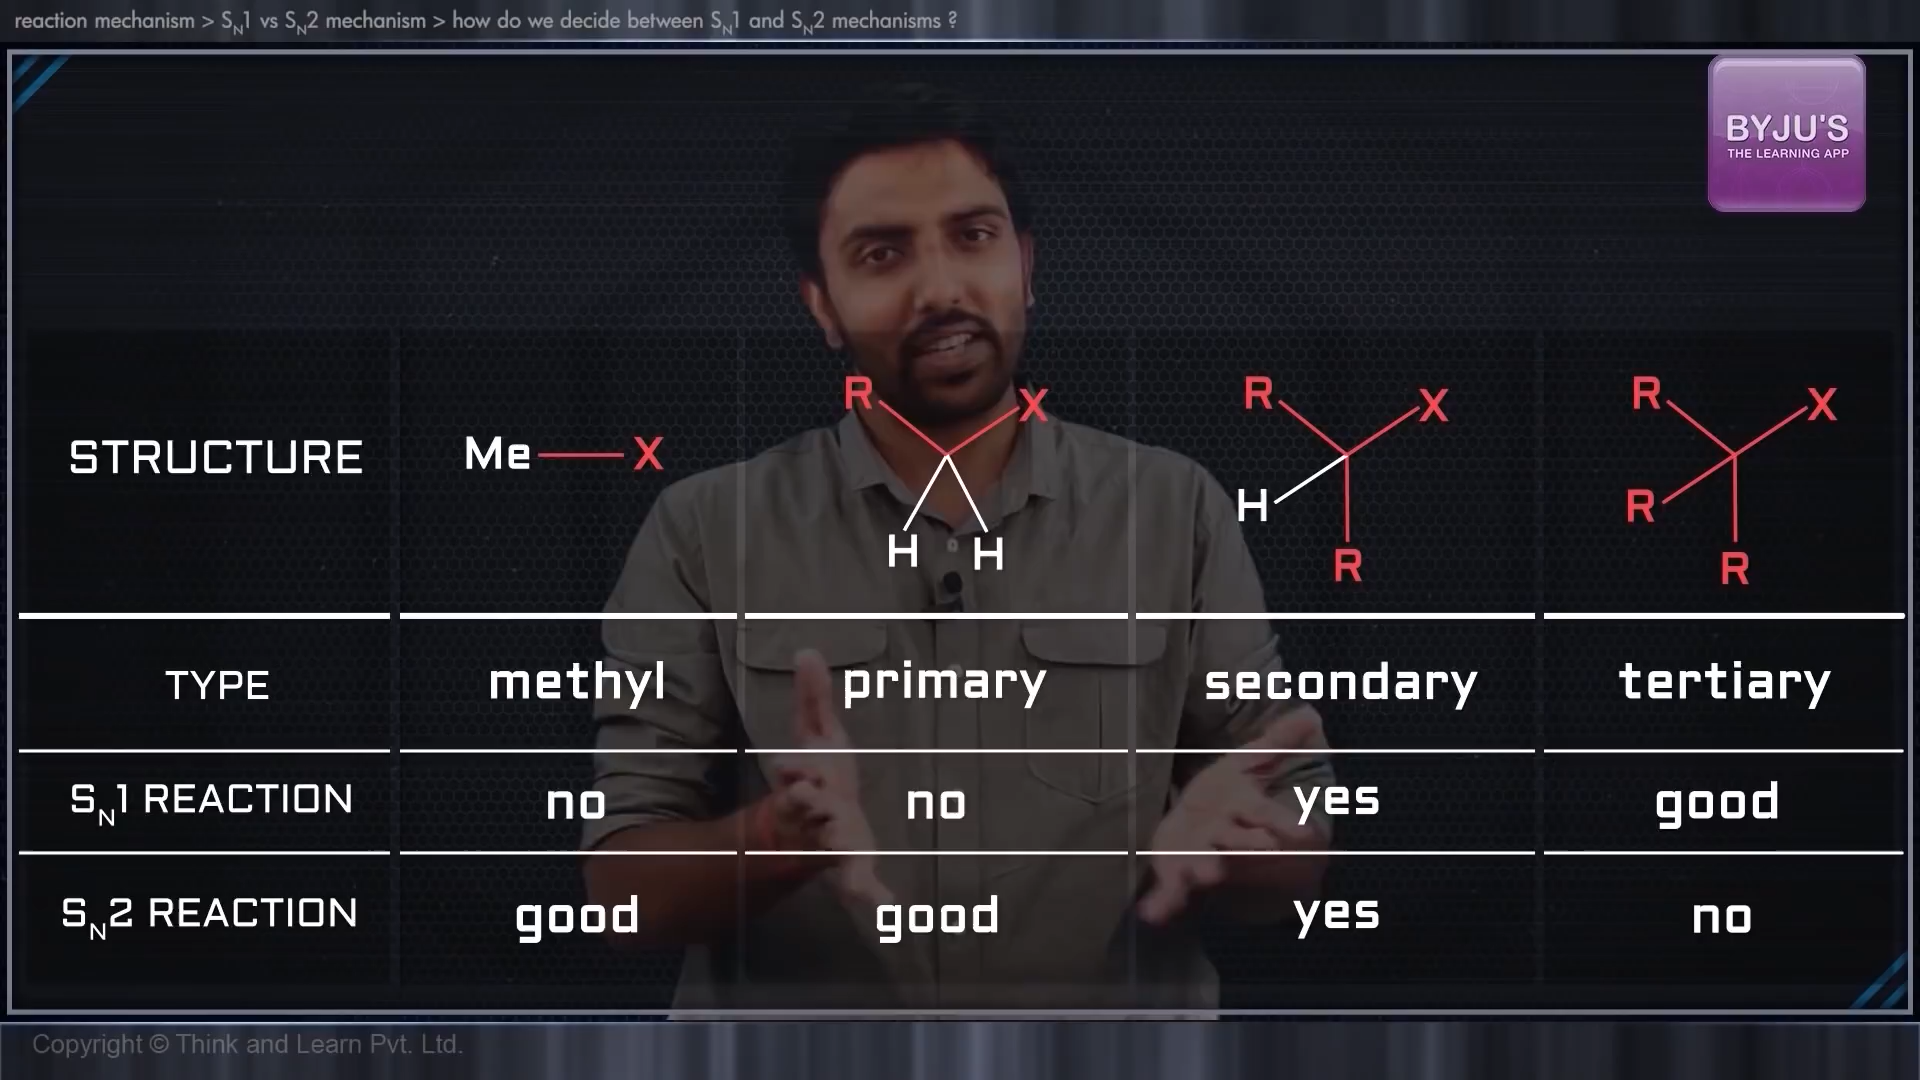 reaction mechanism > SN1 vs SN2 mechanism > how do we decide between SN1 and SN2 mechanisms ?
BYJU'S
THE LEARNING APP
STRUCTURE Me X R X H H R X H R R X R R
TYPE methyl primary secondary tertiary
SN1 REACTION no no yes good
SN2 REACTION good good yes no
Copyright © Think and Learn Pvt. Ltd.